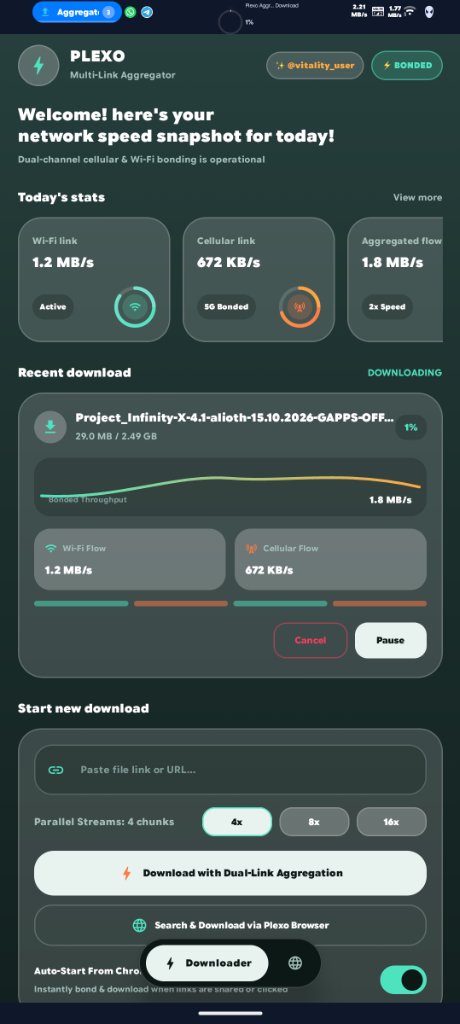 Aggregat 3
Plexo Aggr... Download
1%
2.21 MB/s
1.77 MB/s
PLEXO
Multi-Link Aggregator
@vitality_user
BONDED
Welcome! here's your
network speed snapshot for today!
Dual-channel cellular & Wi-Fi bonding is operational
Today's stats
View more
Wi-Fi link
1.2 MB/s
Active
Cellular link
672 KB/s
5G Bonded
Aggregated flow
1.8 MB/s
2x Speed
Recent download
DOWNLOADING
Project_Infinity-X-4.1-alioth-15.10.2026-GAPPS-OFF...
29.0 MB / 2.49 GB
1%
Bonded Throughput
1.8 MB/s
Wi-Fi Flow
1.2 MB/s
Cellular Flow
672 KB/s
Cancel
Pause
Start new download
Paste file link or URL...
Parallel Streams: 4 chunks
4x
8x
16x
Download with Dual-Link Aggregation
Search & Download via Plexo Browser
Downloader
Auto-Start From Chro
Instantly bond & download when links are shared or clicked